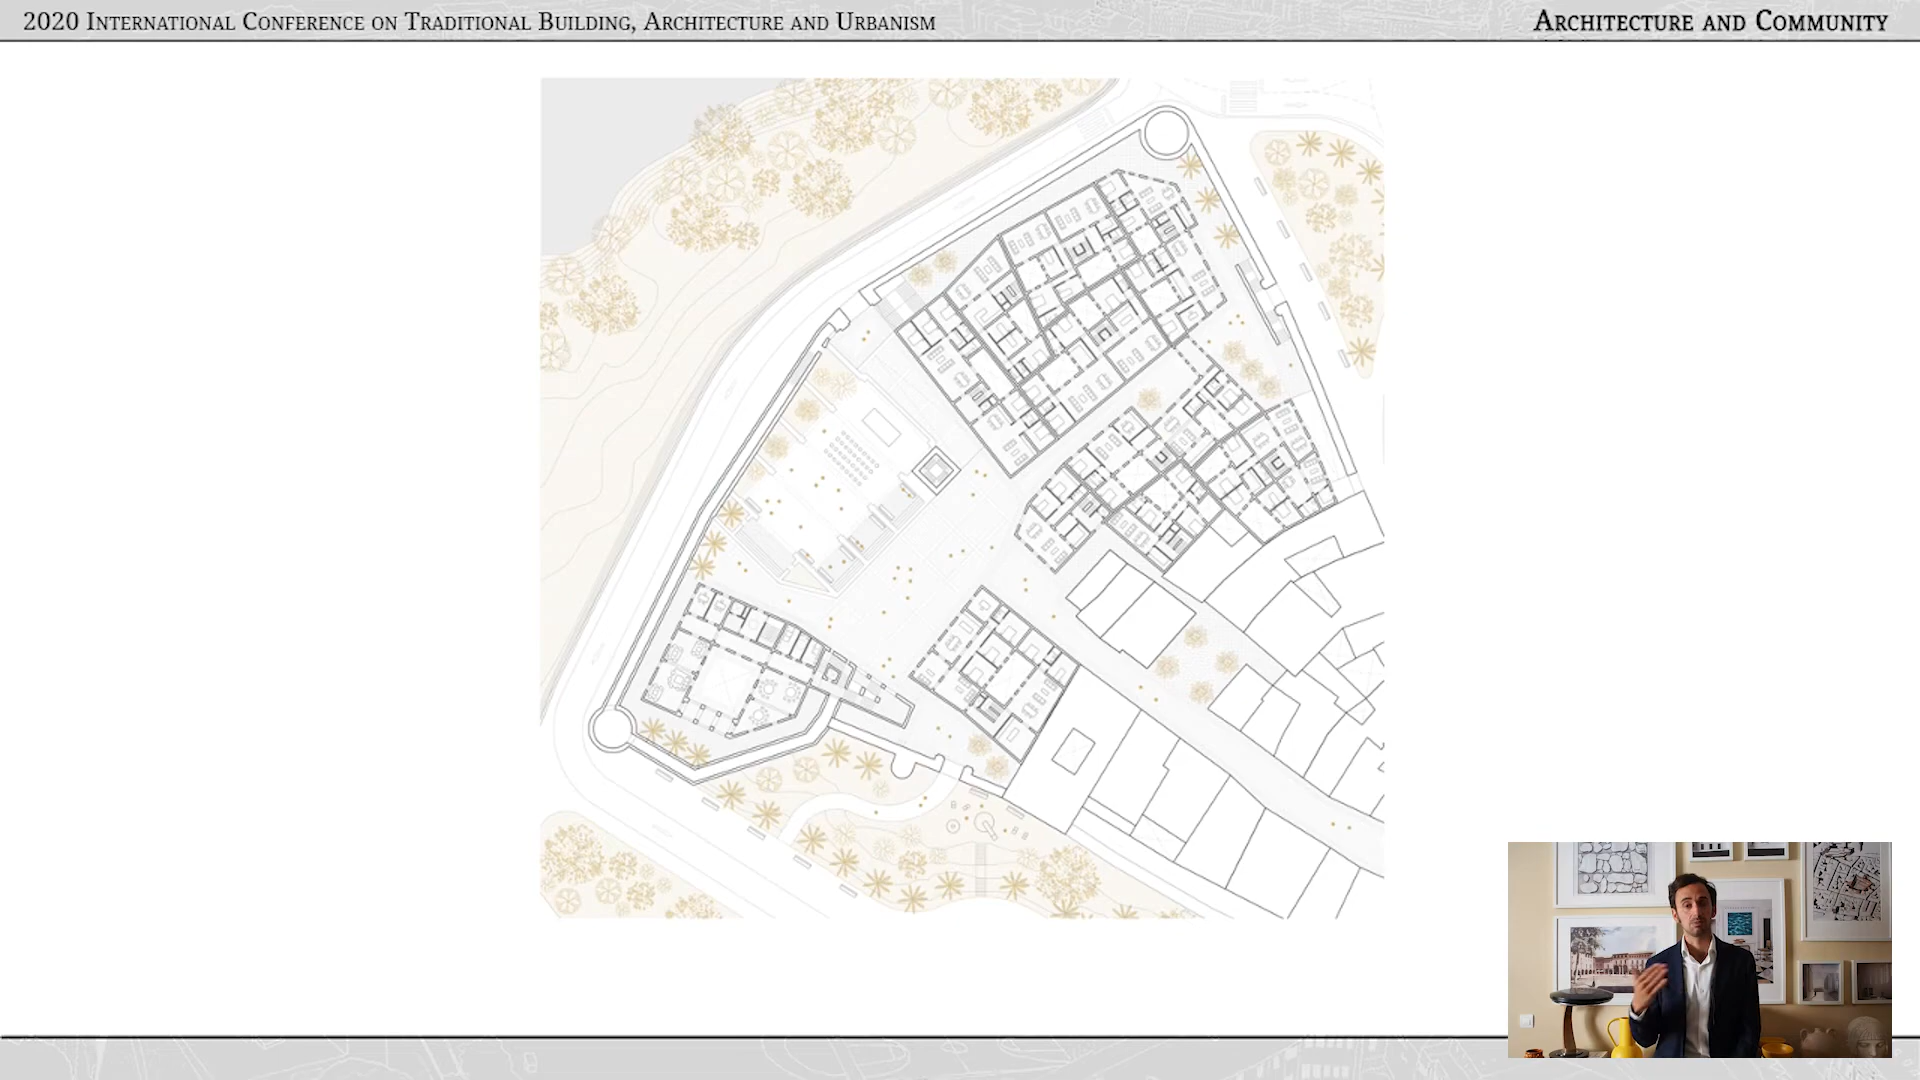 2020 International Conference on Traditional Building, Architecture and Urbanism
Architecture and Community